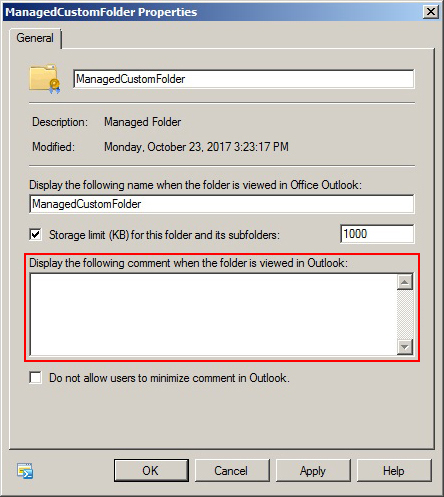 ManagedCustomFolder Properties
General
ManagedCustomFolder
Description: Managed Folder
Modified: Monday, October 23, 2017 3:23:17 PM
Display the following name when the folder is viewed in Office Outlook:
ManagedCustomFolder
Storage limit (KB) for this folder and its subfolders: 1000
Display the following comment when the folder is viewed in Outlook:
Do not allow users to minimize comment in Outlook.
OK Cancel Apply Help